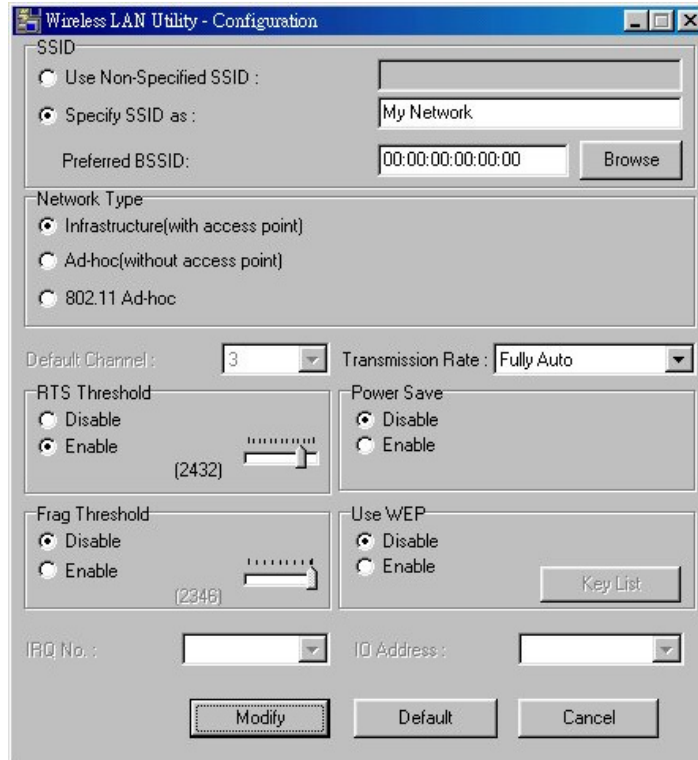 Wireless LAN Utility - Configuration
SSID
Use Non-Specified SSID :
Specify SSID as : My Network
Preferred BSSID: 00:00:00:00:00:00 Browse
Network Type
Infrastructure(with access point)
Ad-hoc(without access point)
802.11 Ad-hoc
Default Channel : 3 Transmission Rate : Fully Auto
RTS Threshold
Disable
Enable
(2432)
Power Save
Disable
Enable
Frag Threshold
Disable
Enable
(2346)
Use WEP
Disable
Enable
Key List
IRQ No. : IO Address :
Modify Default Cancel